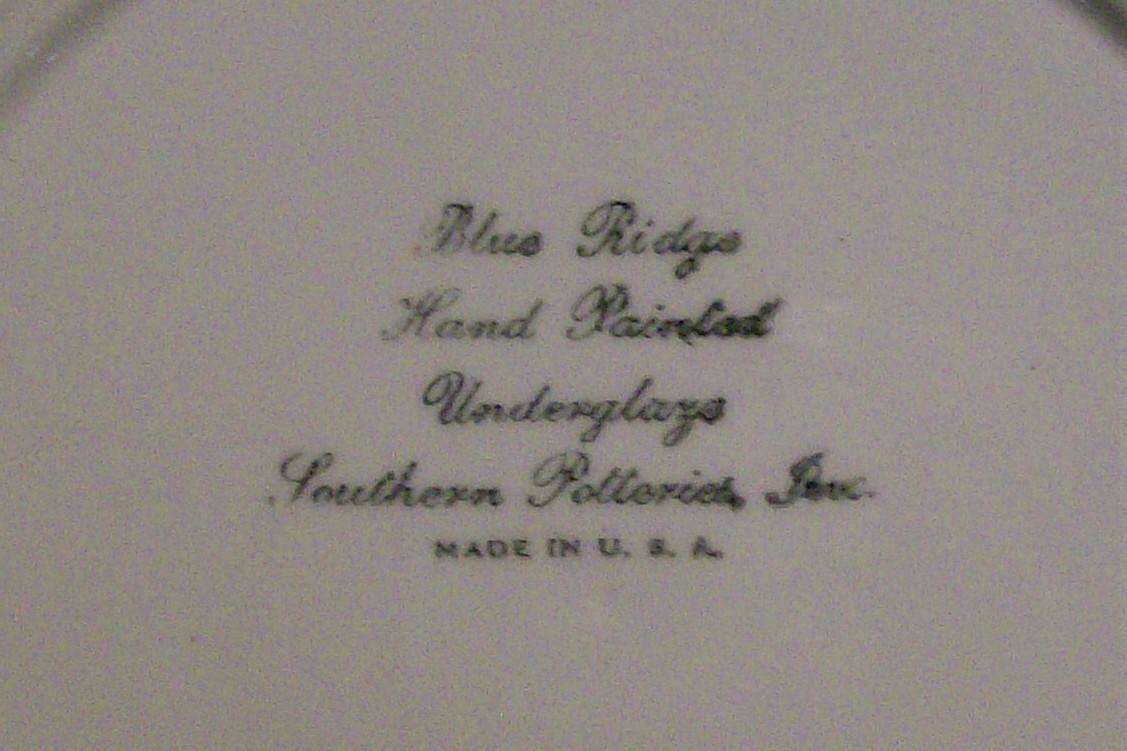 Blue Ridge
Hand Painted
Underglaze
Southern Potteries, Inc.
MADE IN U. S. A.